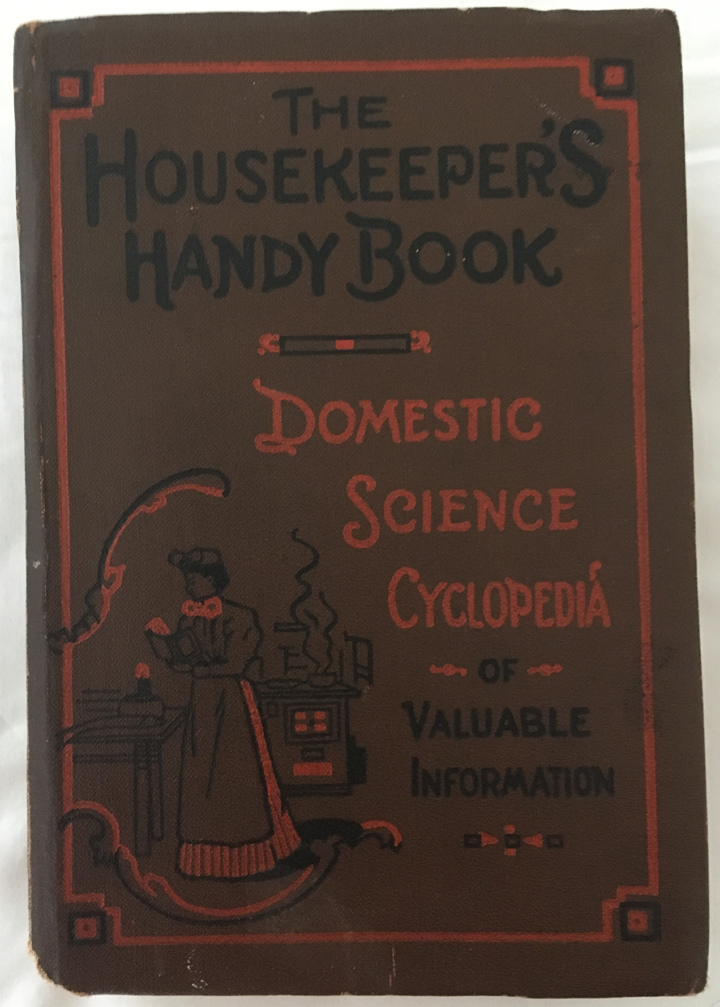 THE
HOUSEKEEPER'S
HANDY BOOK
DOMESTIC
SCIENCE
CYCLOPEDIA
OF
VALUABLE
INFORMATION